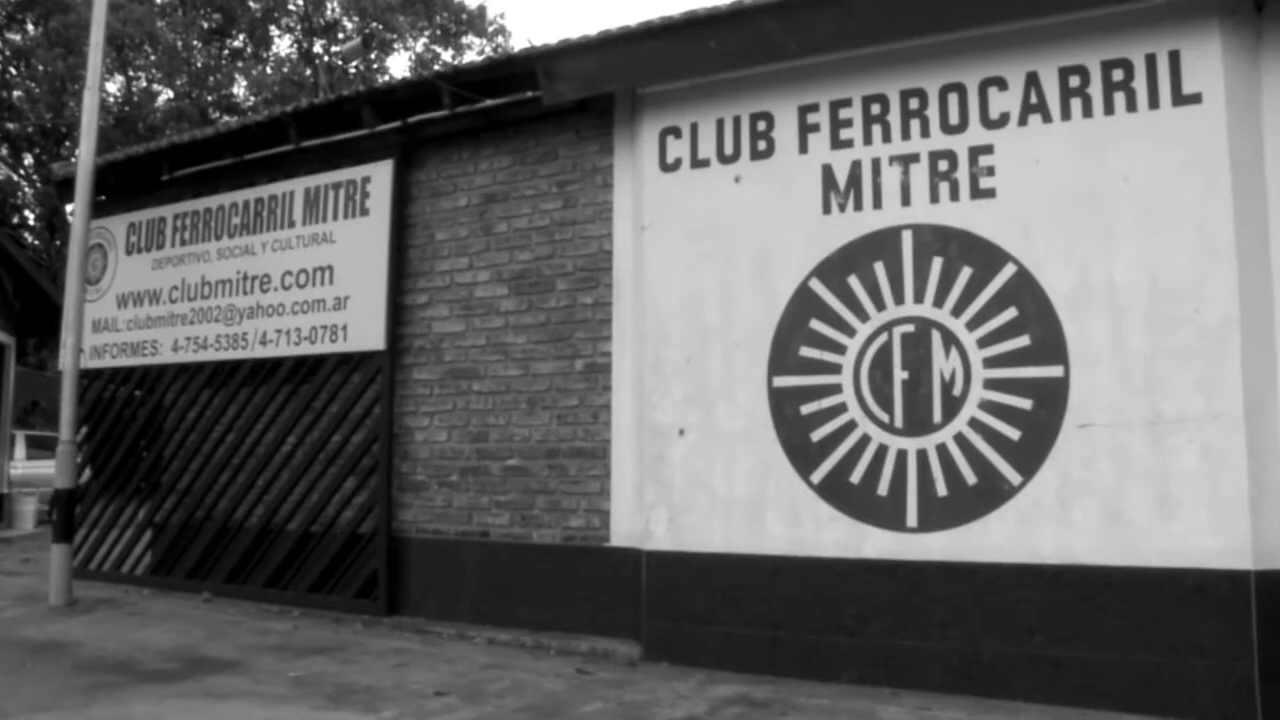 CLUB FERROCARRIL MITRE
DEPORTIVO, SOCIAL Y CULTURAL
www.clubmitre.com
MAIL:clubmitre2002@yahoo.com.ar
INFORMES: 4-754-5385/4-713-0781
CLUB FERROCARRIL
MITRE
CFM